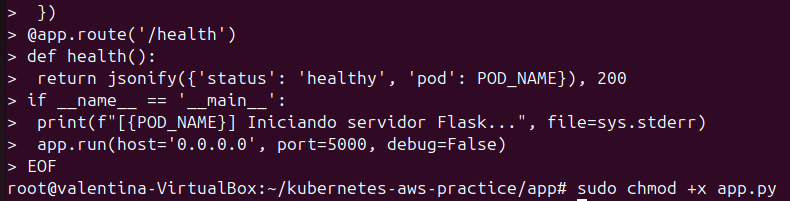 >  })
> @app.route('/health')
> def health():
>  return jsonify({'status': 'healthy', 'pod': POD_NAME}), 200
> if __name__ == '__main__':
>  print(f"[{POD_NAME}] Iniciando servidor Flask...", file=sys.stderr)
>  app.run(host='0.0.0.0', port=5000, debug=False)
> EOF
root@valentina-VirtualBox:~/kubernetes-aws-practice/app# sudo chmod +x app.py